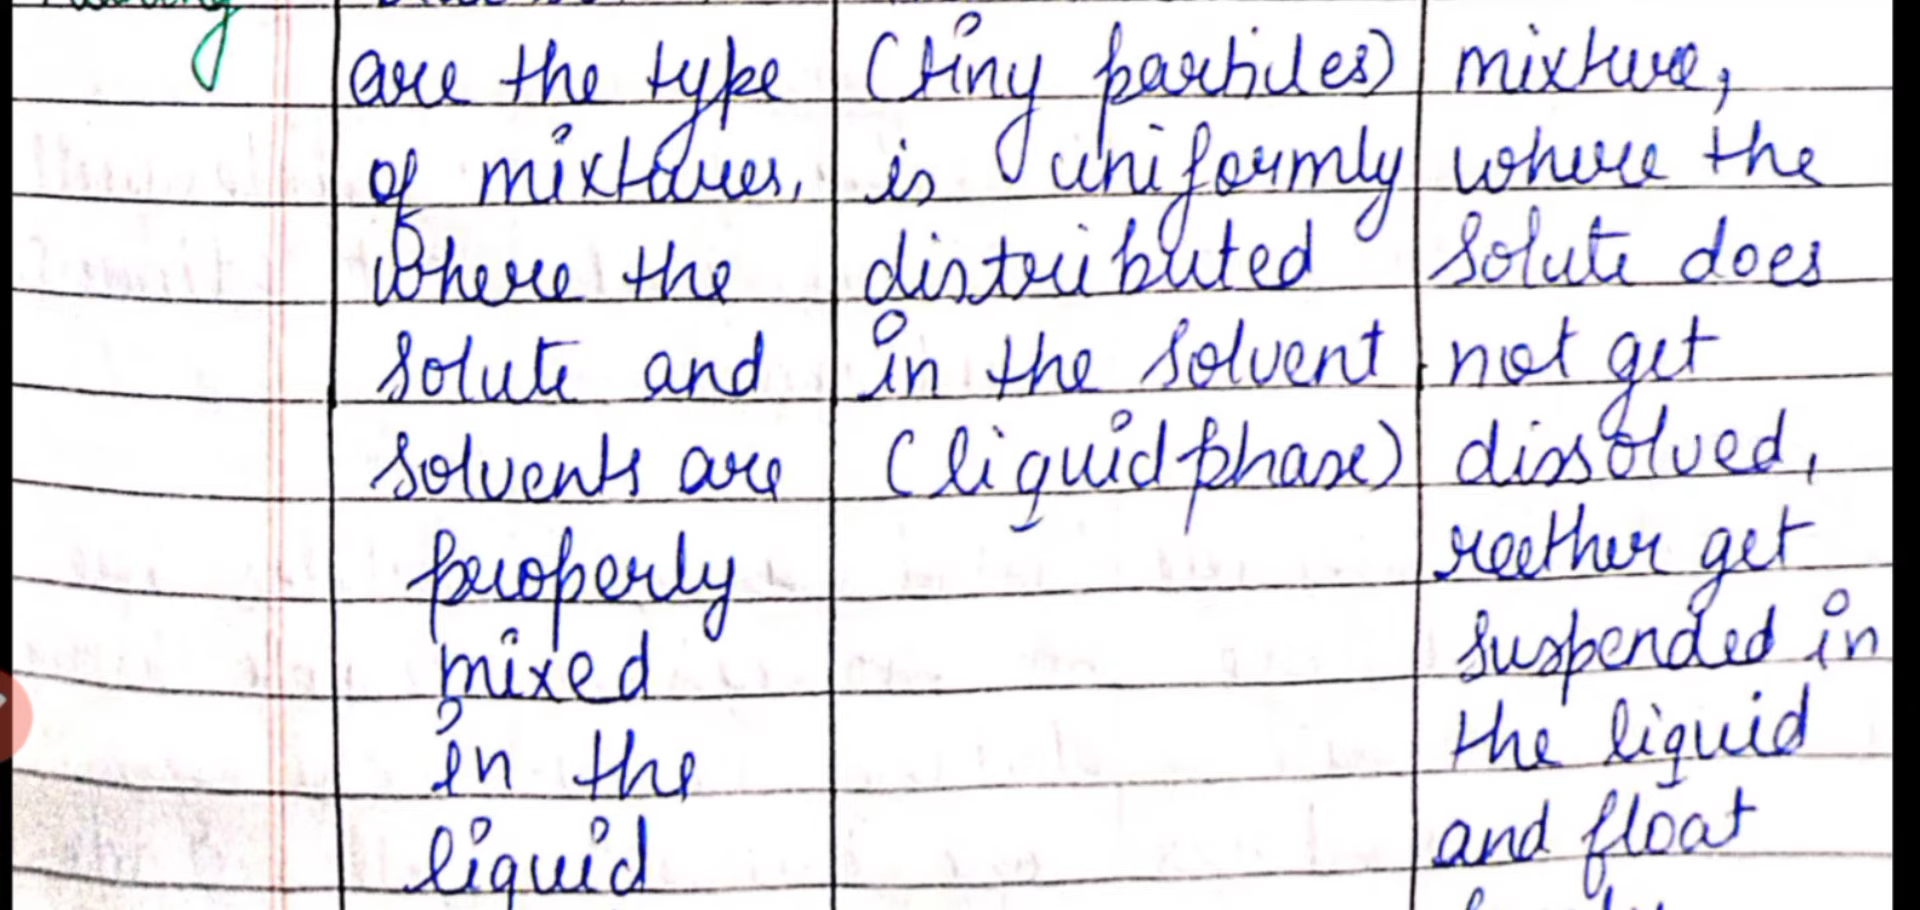 are the type
of mixtures,
where the
solute and
solvents are
properly
mixed
in the
liquid
(tiny particles)
is uniformly
distributed
in the solvent
(liquid phase)
mixture,
where the
solute does
not get
dissolved,
reether get
suspended in
the liquid
and float